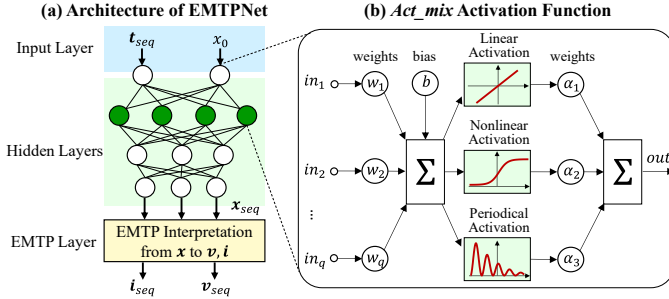 (a) Architecture of EMTPNet
(b) Act_mix Activation Function
Input Layer
t_seq
x_0
Hidden Layers
x_seq
EMTP Layer
EMTP Interpretation
from x to v, i
i_seq
v_seq
weights
bias
Linear
Activation
weights
in_1
w_1
b
α_1
in_2
w_2
Σ
Nonlinear
Activation
α_2
Σ
out
...
Periodical
Activation
in_q
w_q
α_3